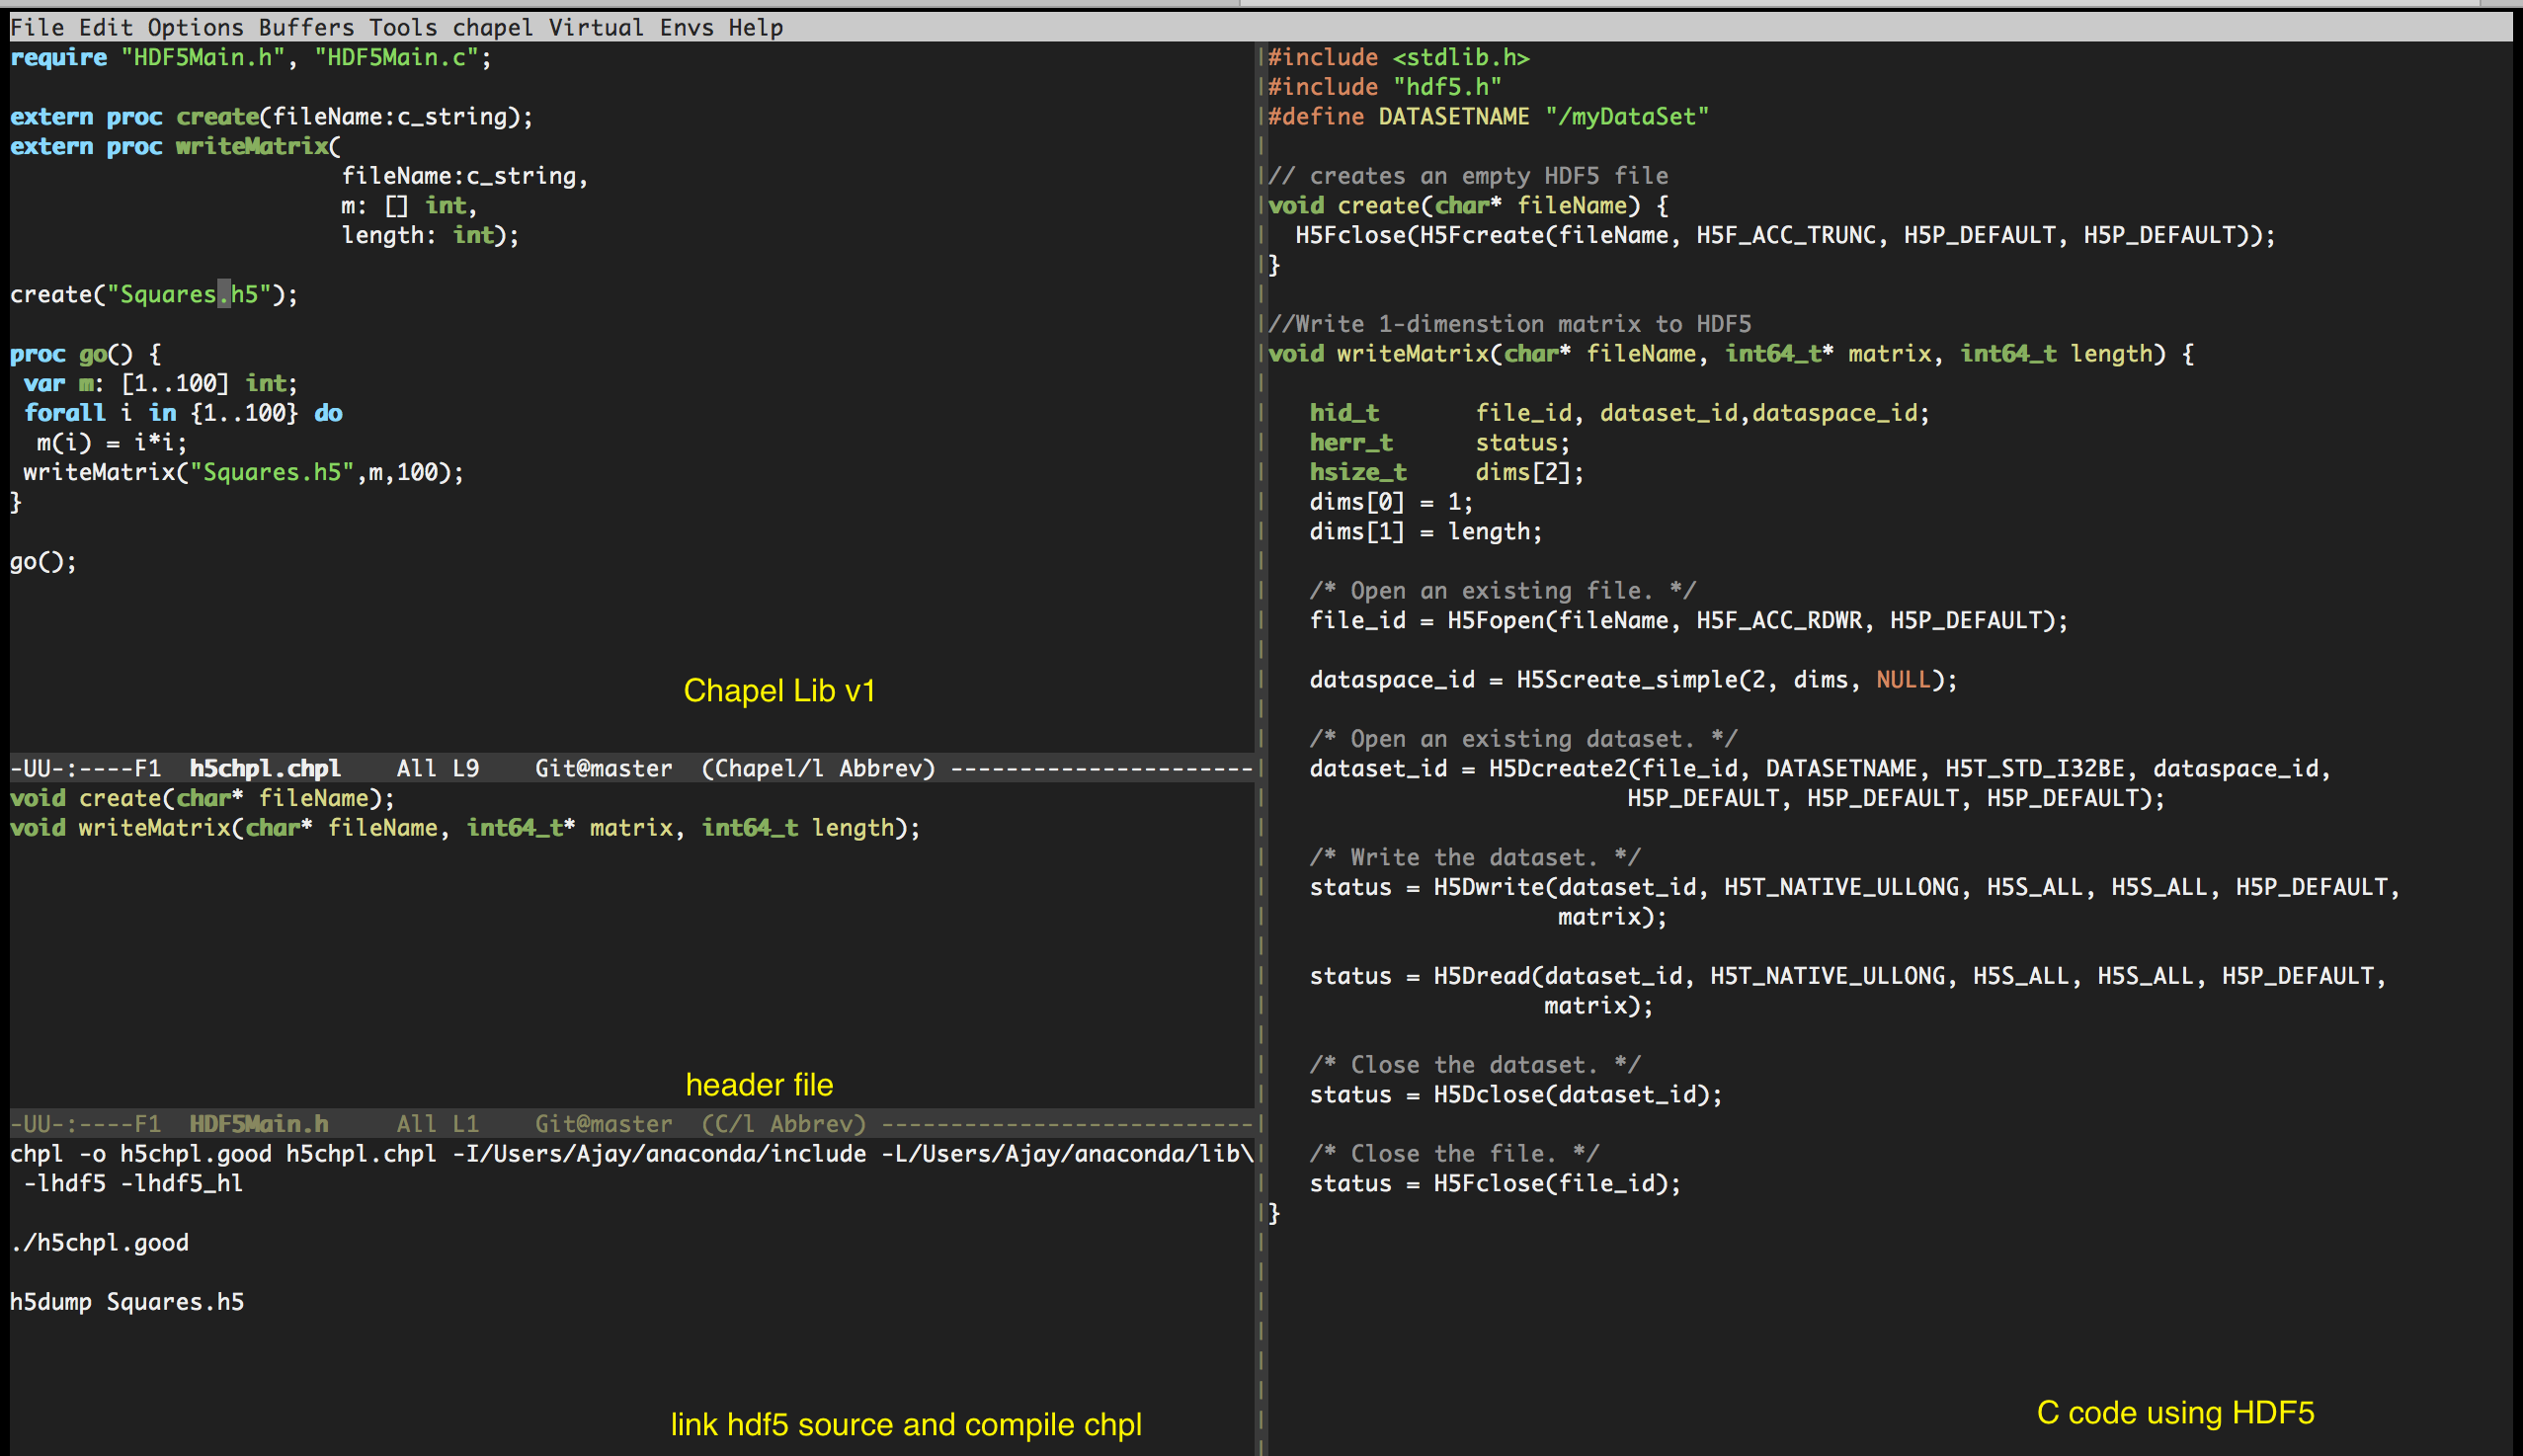 File Edit Options Buffers Tools chapel Virtual Envs Help
require "HDF5Main.h", "HDF5Main.c";
extern proc create(fileName:c_string);
extern proc writeMatrix(
fileName:c_string,
m: [] int,
length: int);
create("Squares.h5");
proc go() {
var m: [1..100] int;
forall i in {1..100} do
m(i) = i*i;
writeMatrix("Squares.h5",m,100);
}
go();
Chapel Lib v1
-UU-:----F1  h5chpl.chpl    All L9    Git@master  (Chapel/l Abbrev) ----------------------
void create(char* fileName);
void writeMatrix(char* fileName, int64_t* matrix, int64_t length);
header file
-UU-:----F1  HDF5Main.h     All L1    Git@master  (C/l Abbrev) ---------------------------
chpl -o h5chpl.good h5chpl.chpl -I/Users/Ajay/anaconda/include -L/Users/Ajay/anaconda/lib\
-lhdf5 -lhdf5_hl
./h5chpl.good
h5dump Squares.h5
link hdf5 source and compile chpl
#include <stdlib.h>
#include "hdf5.h"
#define DATASETNAME "/myDataSet"
// creates an empty HDF5 file
void create(char* fileName) {
H5Fclose(H5Fcreate(fileName, H5F_ACC_TRUNC, H5P_DEFAULT, H5P_DEFAULT));
}
//Write 1-dimenstion matrix to HDF5
void writeMatrix(char* fileName, int64_t* matrix, int64_t length) {
hid_t       file_id, dataset_id,dataspace_id;
herr_t      status;
hsize_t     dims[2];
dims[0] = 1;
dims[1] = length;
/* Open an existing file. */
file_id = H5Fopen(fileName, H5F_ACC_RDWR, H5P_DEFAULT);
dataspace_id = H5Screate_simple(2, dims, NULL);
/* Open an existing dataset. */
dataset_id = H5Dcreate2(file_id, DATASETNAME, H5T_STD_I32BE, dataspace_id,
H5P_DEFAULT, H5P_DEFAULT, H5P_DEFAULT);
/* Write the dataset. */
status = H5Dwrite(dataset_id, H5T_NATIVE_ULLONG, H5S_ALL, H5S_ALL, H5P_DEFAULT,
matrix);
status = H5Dread(dataset_id, H5T_NATIVE_ULLONG, H5S_ALL, H5S_ALL, H5P_DEFAULT,
matrix);
/* Close the dataset. */
status = H5Dclose(dataset_id);
/* Close the file. */
status = H5Fclose(file_id);
}
C code using HDF5